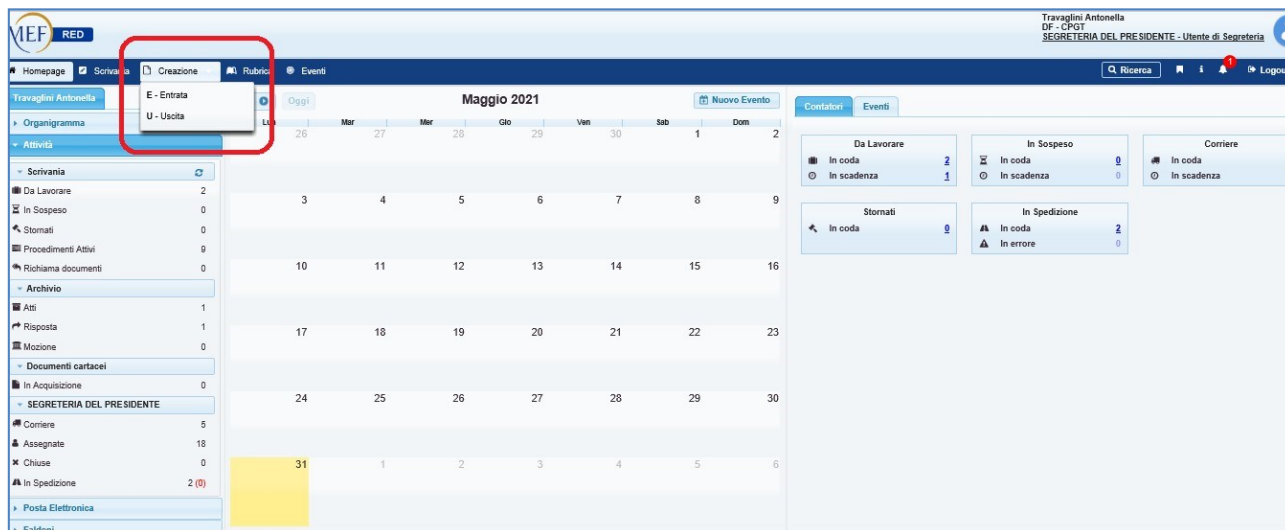 MEF RED
Travaglini Antonella
DF - CPGT
SEGRETERIA DEL PRESIDENTE - Utente di Segreteria
Homepage Scrivania Creazione Rubrica Eventi Ricerca 1 Logout
E - Entrata
U - Uscita
Travaglini Antonella
Organigramma
Attività
Scrivania
Da Lavorare 2
In Sospeso 0
Stornati 0
Procedimenti Attivi 9
Richiama documenti 0
Archivio
Atti 1
Risposta 1
Mozione 0
Documenti cartacei
In Acquisizione 0
SEGRETERIA DEL PRESIDENTE
Corriere 5
Assegnate 18
Chiuse 0
In Spedizione 2 (0)
Posta Elettronica
Faldoni
Oggi Maggio 2021 Nuovo Evento
Lun Mar Mer Gio Ven Sab Dom
26 27 28 29 30 1 2
3 4 5 6 7 8 9
10 11 12 13 14 15 16
17 18 19 20 21 22 23
24 25 26 27 28 29 30
31 1 2 3 4 5 6
Contatori Eventi
Da Lavorare
In coda 2
In scadenza 1
In Sospeso
In coda 0
In scadenza 0
Corriere
In coda
In scadenza
Stornati
In coda 0
In Spedizione
In coda 2
In errore 0